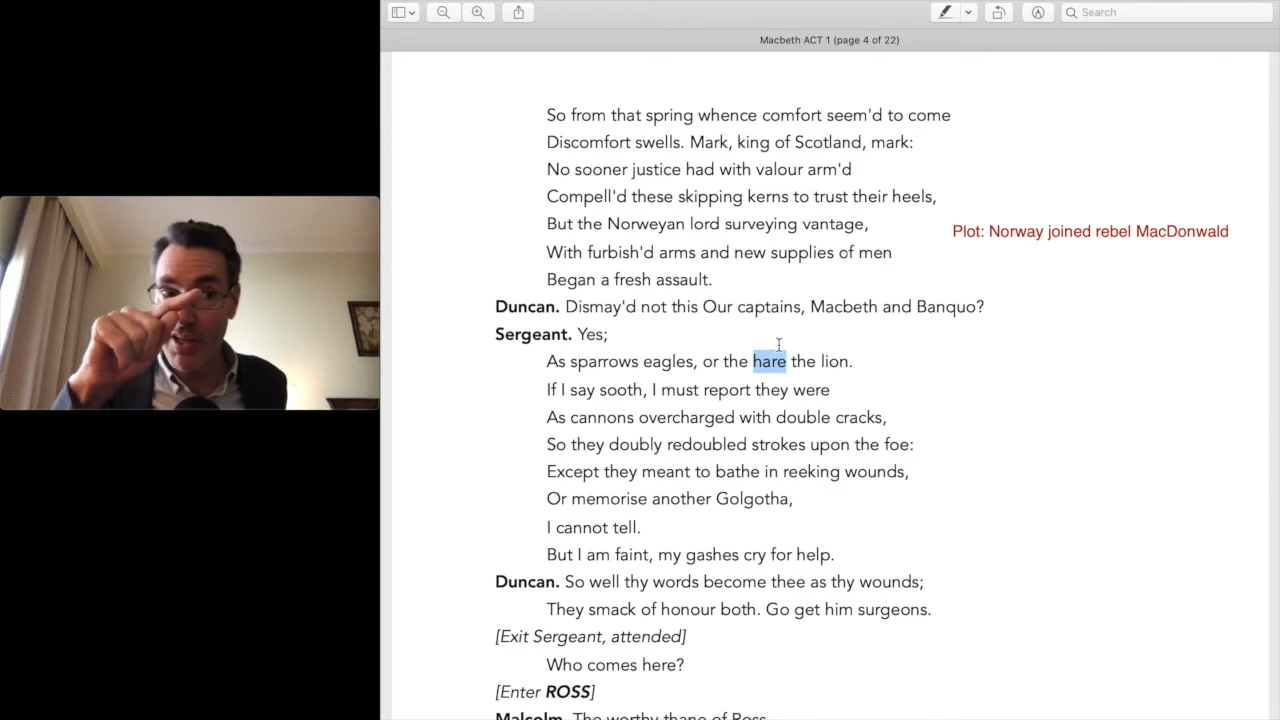 Search
Macbeth ACT 1 (page 4 of 22)
So from that spring whence comfort seem'd to come
Discomfort swells. Mark, king of Scotland, mark:
No sooner justice had with valour arm'd
Compell'd these skipping kerns to trust their heels,
But the Norweyan lord surveying vantage,
Plot: Norway joined rebel MacDonwald
With furbish'd arms and new supplies of men
Began a fresh assault.
Duncan. Dismay'd not this Our captains, Macbeth and Banquo?
Sergeant. Yes;
As sparrows eagles, or the hare the lion.
If I say sooth, I must report they were
As cannons overcharged with double cracks,
So they doubly redoubled strokes upon the foe:
Except they meant to bathe in reeking wounds,
Or memorise another Golgotha,
I cannot tell.
But I am faint, my gashes cry for help.
Duncan. So well thy words become thee as thy wounds;
They smack of honour both. Go get him surgeons.
[Exit Sergeant, attended]
Who comes here?
[Enter ROSS]
Malcolm. The worthy thane of Ross.